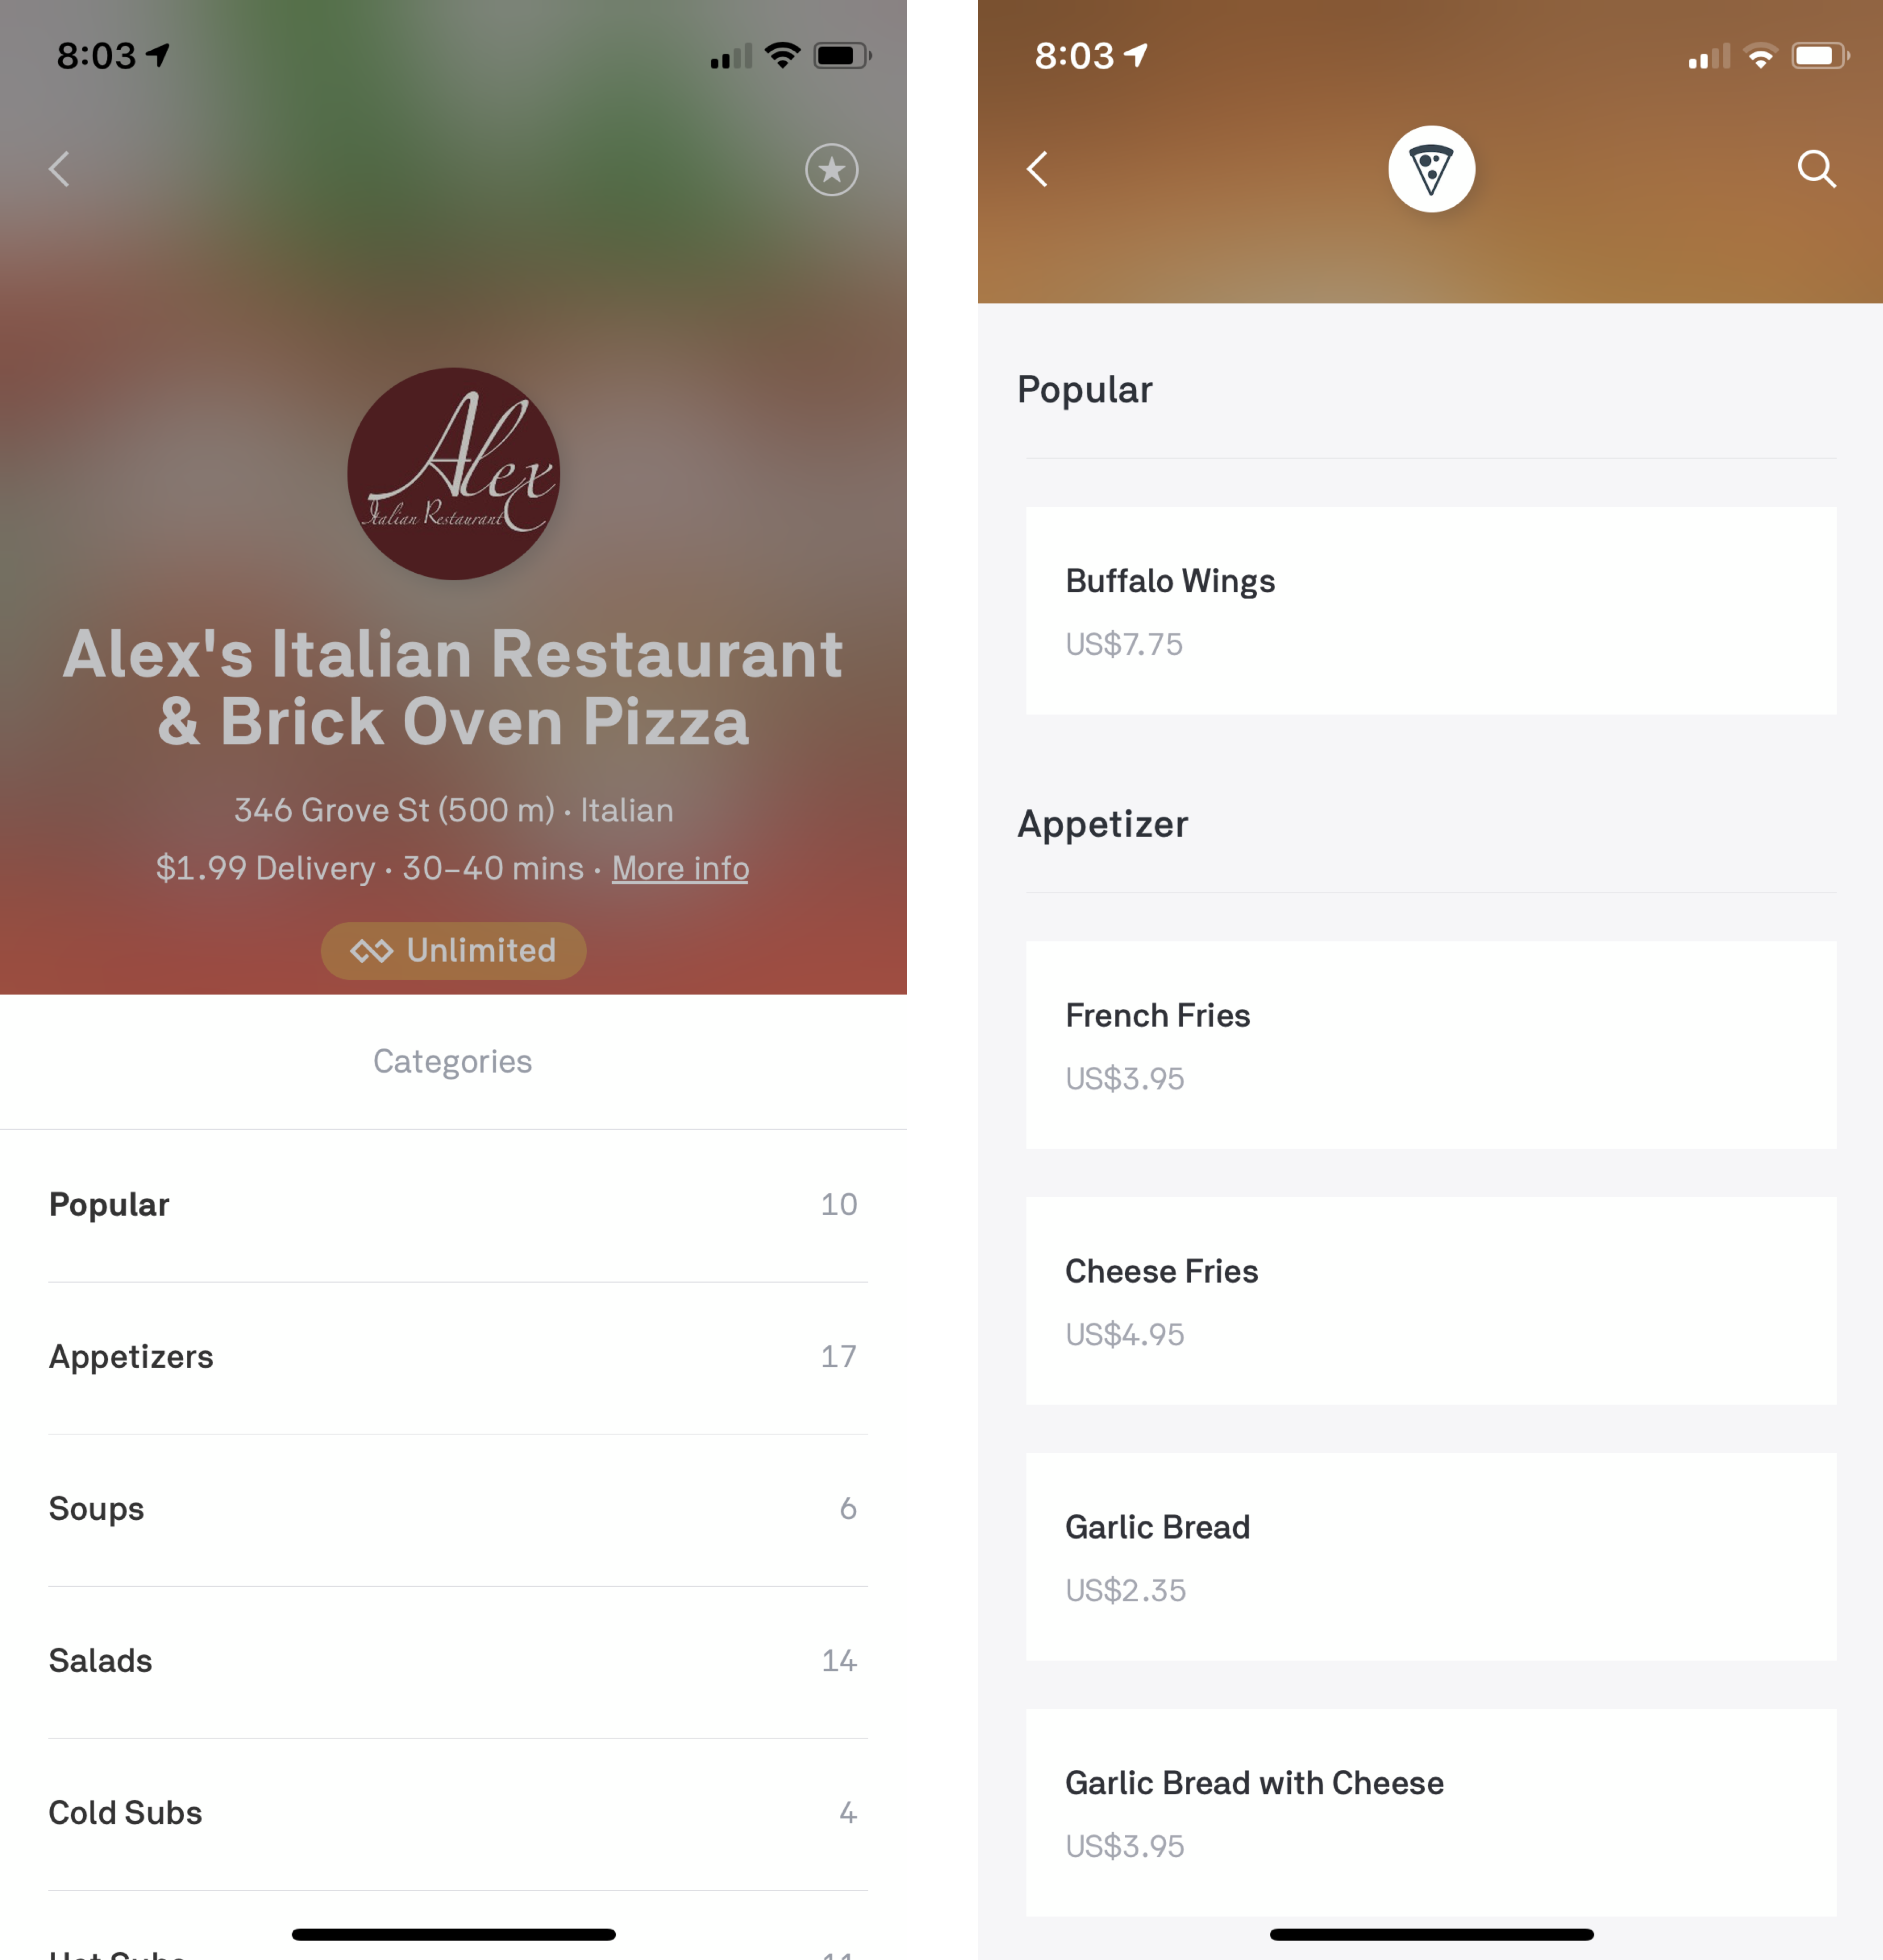 8:03
Alex
Italian Restaurant
Alex's Italian Restaurant
& Brick Oven Pizza
346 Grove St (500 m) · Italian
$1.99 Delivery · 30–40 mins · More info
Unlimited
Categories
Popular 10
Appetizers 17
Soups 6
Salads 14
Cold Subs 4
Hot Subs 11
8:03
Popular
Buffalo Wings
US$7.75
Appetizer
French Fries
US$3.95
Cheese Fries
US$4.95
Garlic Bread
US$2.35
Garlic Bread with Cheese
US$3.95